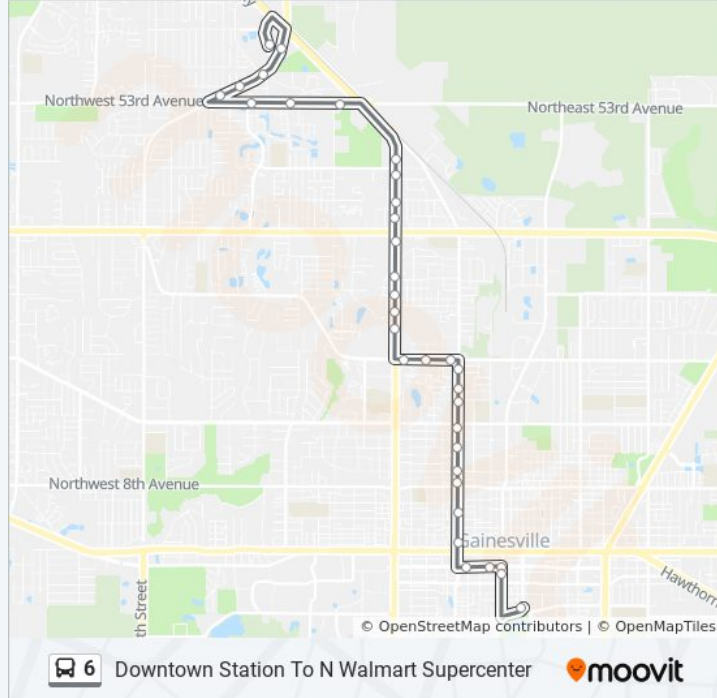 y
Northwest 53rd Avenue
Northeast 53rd Avenue
Northwest 8th Avenue
Gainesville
th Street
Hawthorn
© OpenStreetMap contributors | © OpenMapTiles
6 Downtown Station To N Walmart Supercenter
moovit